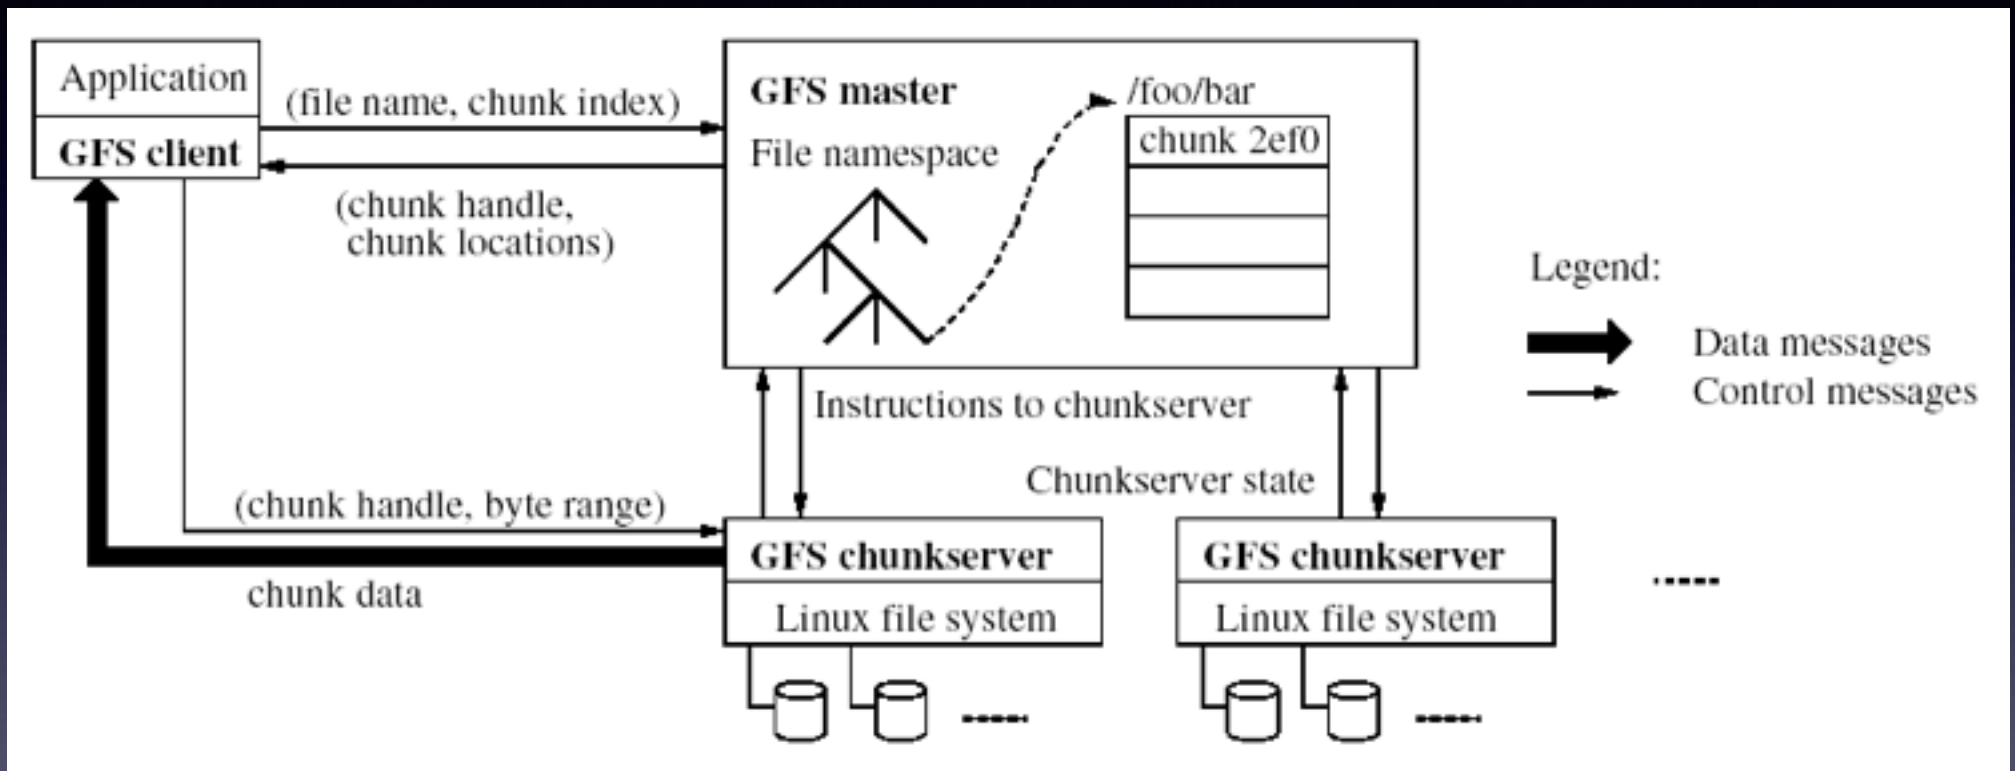 Application
GFS client
(file name, chunk index)
(chunk handle,
chunk locations)
GFS master
File namespace
/foo/bar
chunk 2ef0
Legend:
Data messages
Control messages
Instructions to chunkserver
Chunkserver state
(chunk handle, byte range)
chunk data
GFS chunkserver
Linux file system
GFS chunkserver
Linux file system